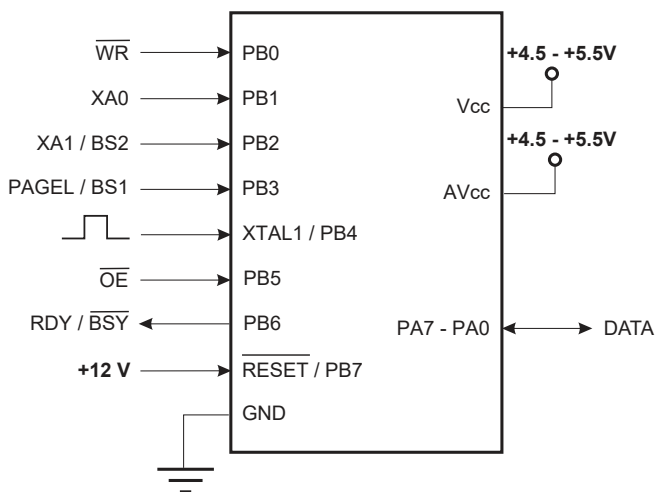 WR
XA0
XA1 / BS2
PAGEL / BS1
OE
RDY / BSY
+12 V
PB0
PB1
PB2
PB3
XTAL1 / PB4
PB5
PB6
RESET / PB7
GND
+4.5 - +5.5V
Vcc
+4.5 - +5.5V
AVcc
PA7 - PA0
DATA